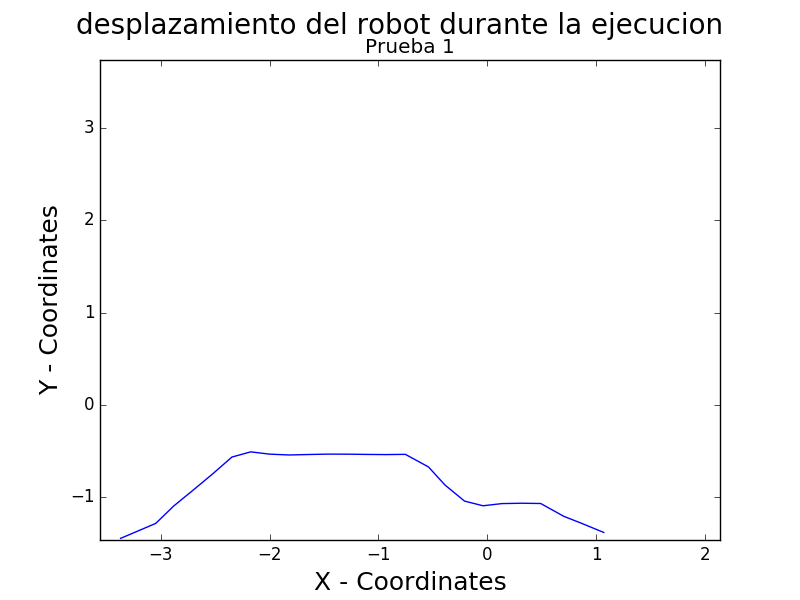 desplazamiento del robot durante la ejecucion
Prueba 1
Y - Coordinates
3
2
1
0
−1
−3
−2
−1
0
1
2
X - Coordinates